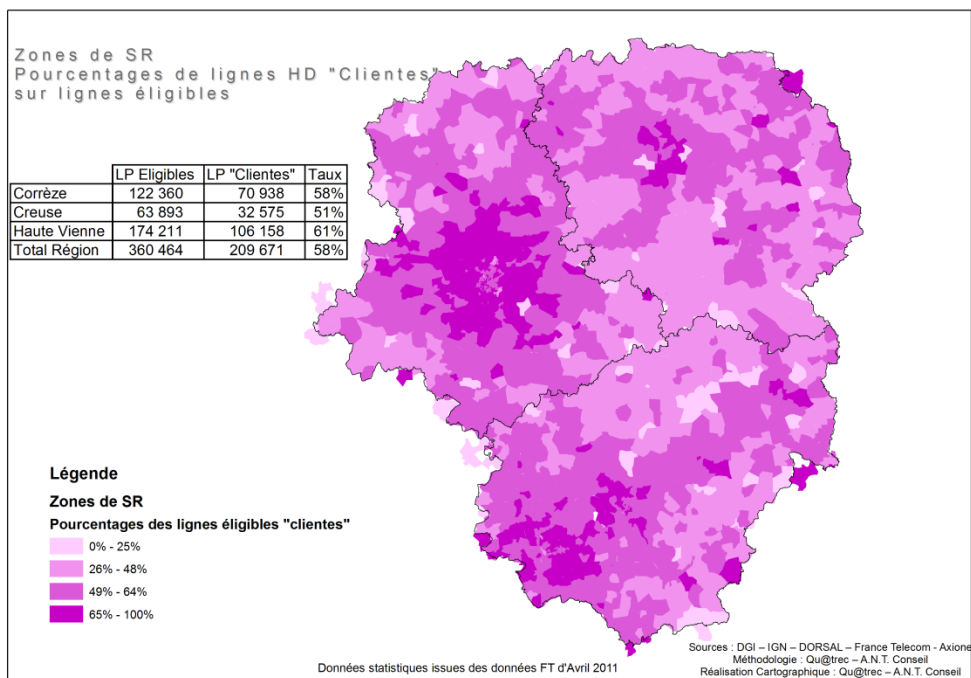 Zones de SR
Pourcentages de lignes HD "Clientes"
sur lignes éligibles
LP Eligibles LP "Clientes" Taux
Corrèze 122 360 70 938 58%
Creuse 63 893 32 575 51%
Haute Vienne 174 211 106 158 61%
Total Région 360 464 209 671 58%
Légende
Zones de SR
Pourcentages des lignes éligibles "clientes"
0% - 25%
26% - 48%
49% - 64%
65% - 100%
Données statistiques issues des données FT d'Avril 2011
Sources : DGI – IGN – DORSAL – France Telecom - Axione
Méthodologie : Qu@trec – A.N.T. Conseil
Réalisation Cartographique : Qu@trec – A.N.T. Conseil